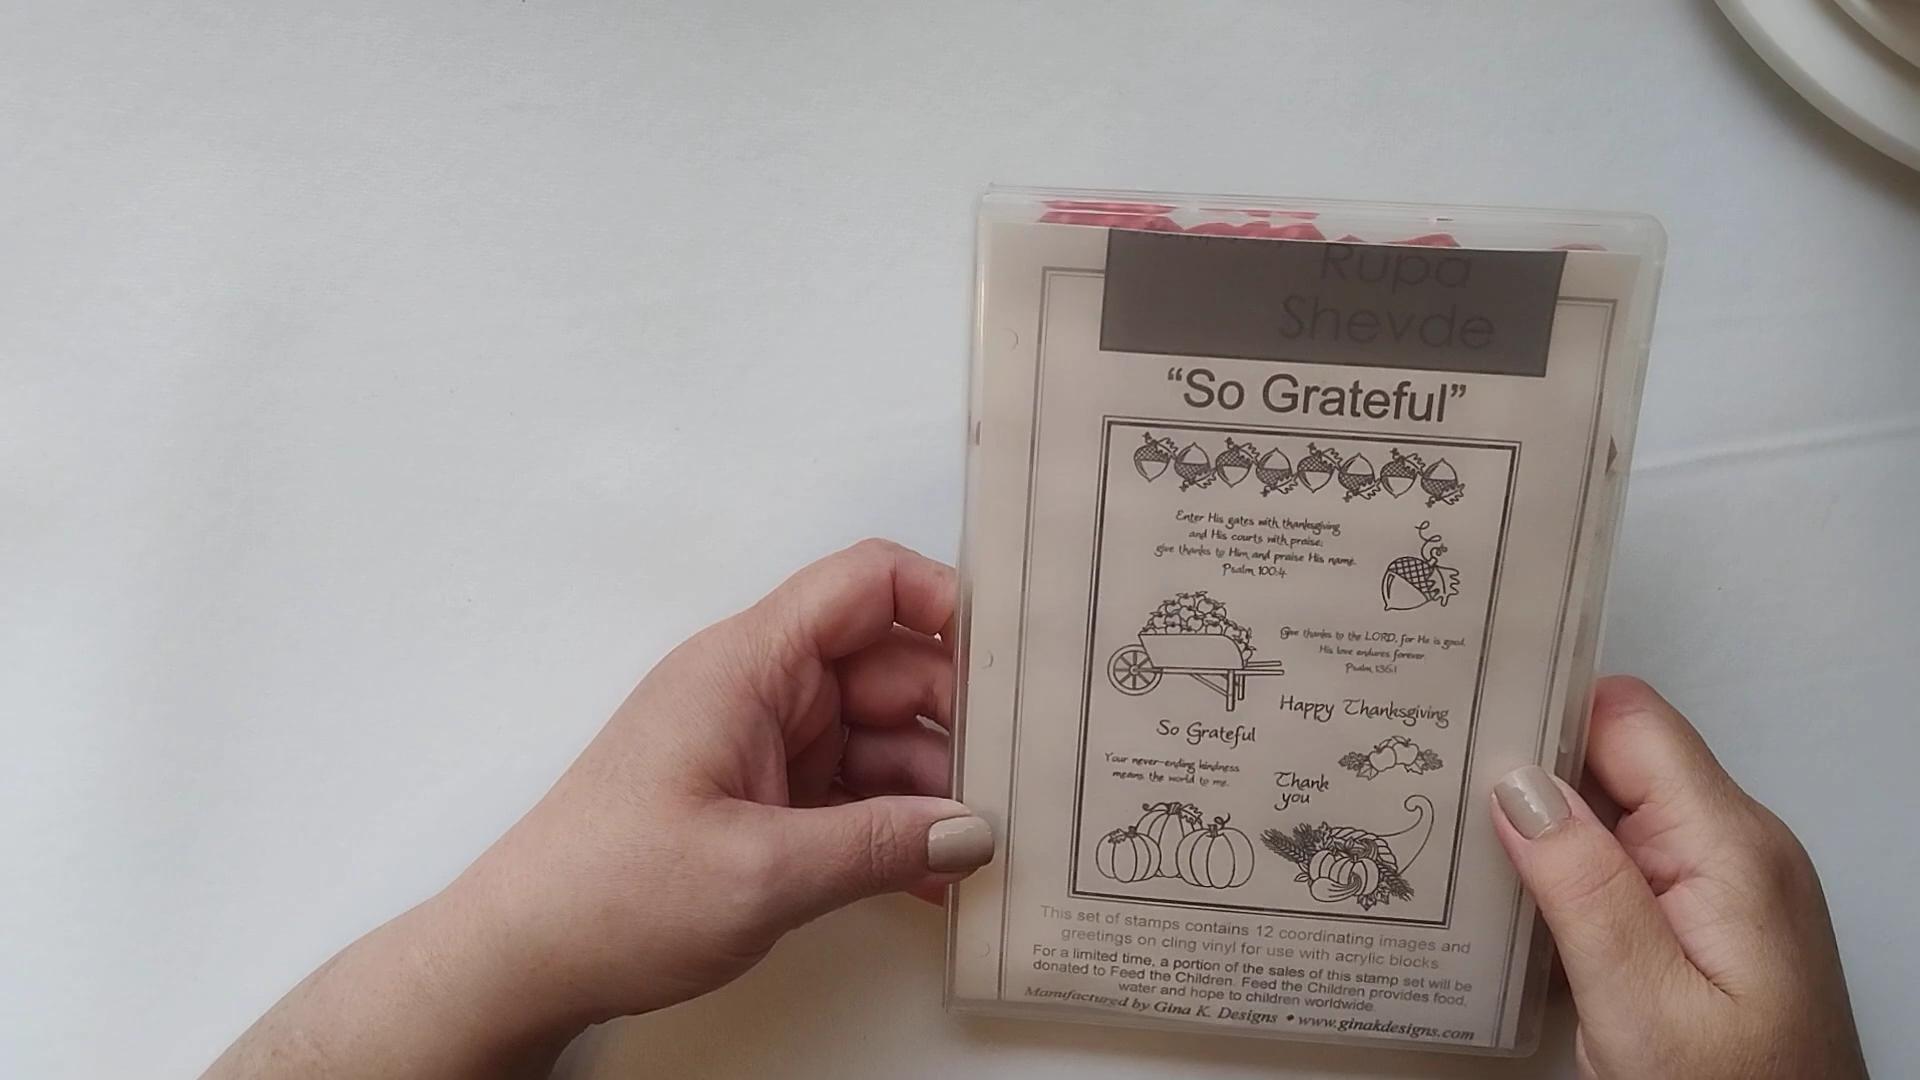 Rupa
Shevde
“So Grateful”
Enter His gates with thanksgiving
and His courts with praise;
give thanks to Him and praise His name.
Psalm 100:4
Give thanks to the LORD, for He is good.
His love endures forever.
Psalm 136:1
Happy Thanksgiving
So Grateful
Your never-ending kindness
means the world to me.
Thank
you
This set of stamps contains 12 coordinating images and
greetings on cling vinyl for use with acrylic blocks.
For a limited time, a portion of the sales of this stamp set will be
donated to Feed the Children. Feed the Children provides food,
water and hope to children worldwide.
Manufactured by Gina K. Designs • www.ginakdesigns.com